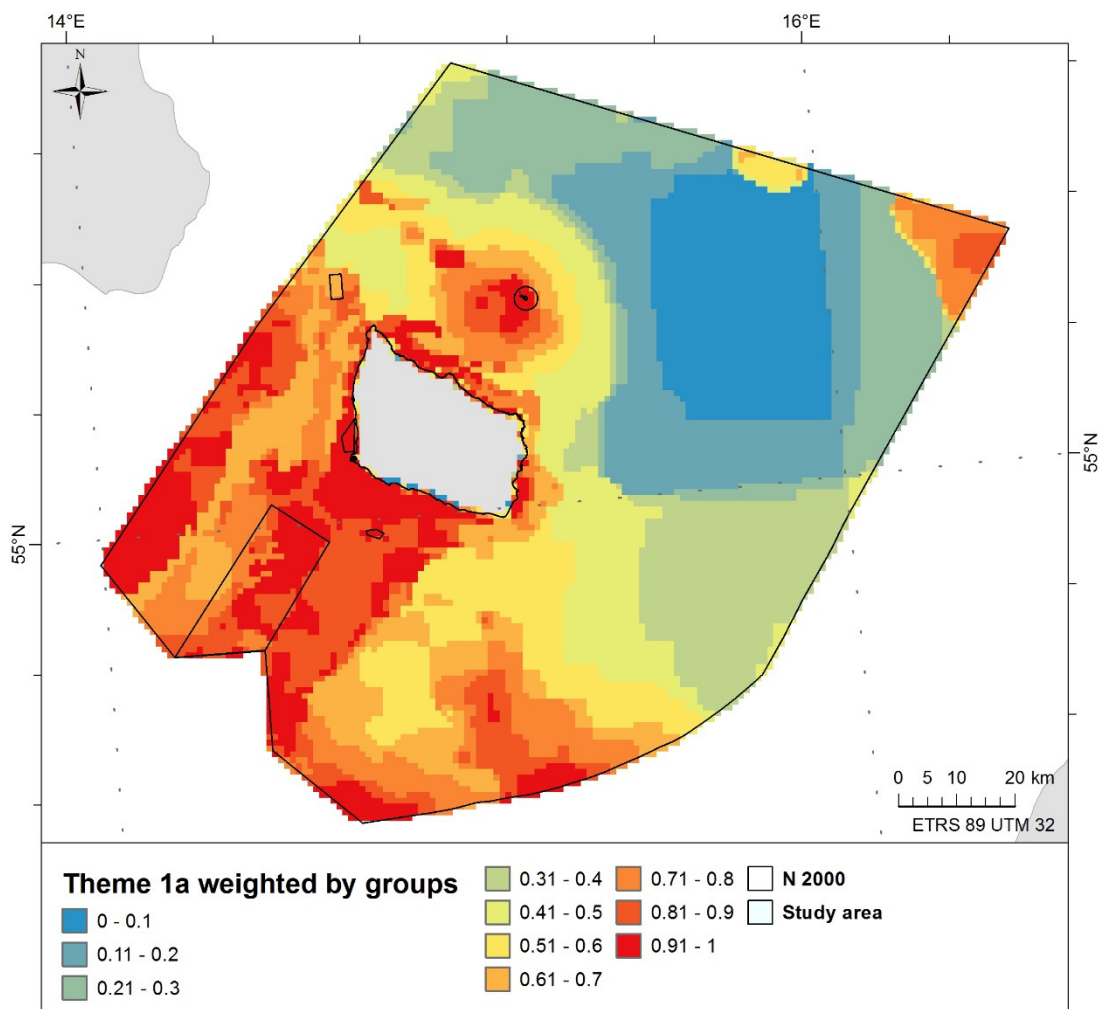 14°E 16°E
N
55°N
55°N
0 5 10 20 km
ETRS 89 UTM 32
Theme 1a weighted by groups
0 - 0.1
0.11 - 0.2
0.21 - 0.3
0.31 - 0.4
0.41 - 0.5
0.51 - 0.6
0.61 - 0.7
0.71 - 0.8
0.81 - 0.9
0.91 - 1
N 2000
Study area